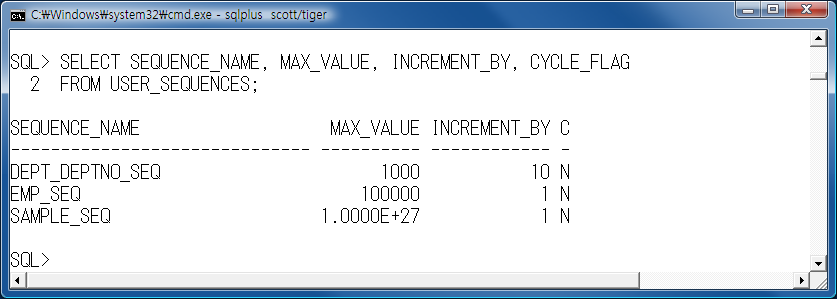 C:₩Windows₩system32₩cmd.exe - sqlplus  scott/tiger
SQL> SELECT SEQUENCE_NAME, MAX_VALUE, INCREMENT_BY, CYCLE_FLAG
  2  FROM USER_SEQUENCES;
SEQUENCE_NAME                   MAX_VALUE INCREMENT_BY C
------------------------------ ---------- ------------ -
DEPT_DEPTNO_SEQ                      1000           10 N
EMP_SEQ                            100000            1 N
SAMPLE_SEQ                     1.0000E+27            1 N
SQL>